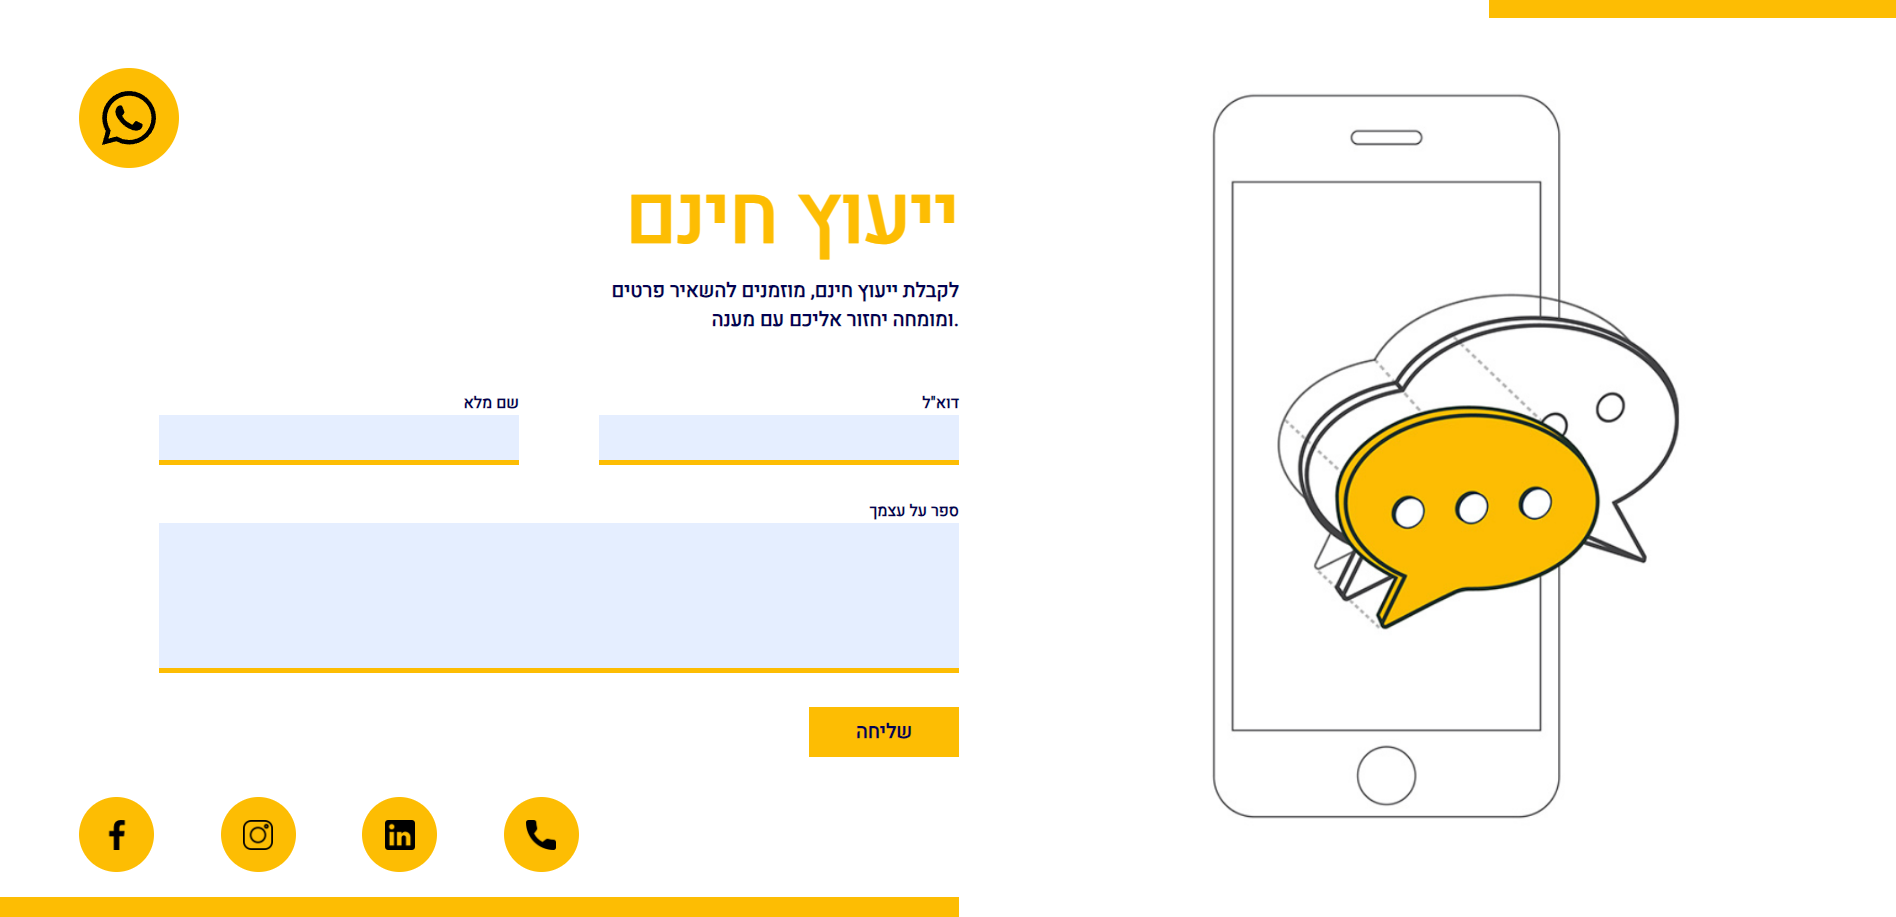 ייעוץ חינם
לקבלת ייעוץ חינם, מוזמנים להשאיר פרטים
.ומומחה יחזור אליכם עם מענה
דוא"ל
שם מלא
ספר על עצמך
שליחה